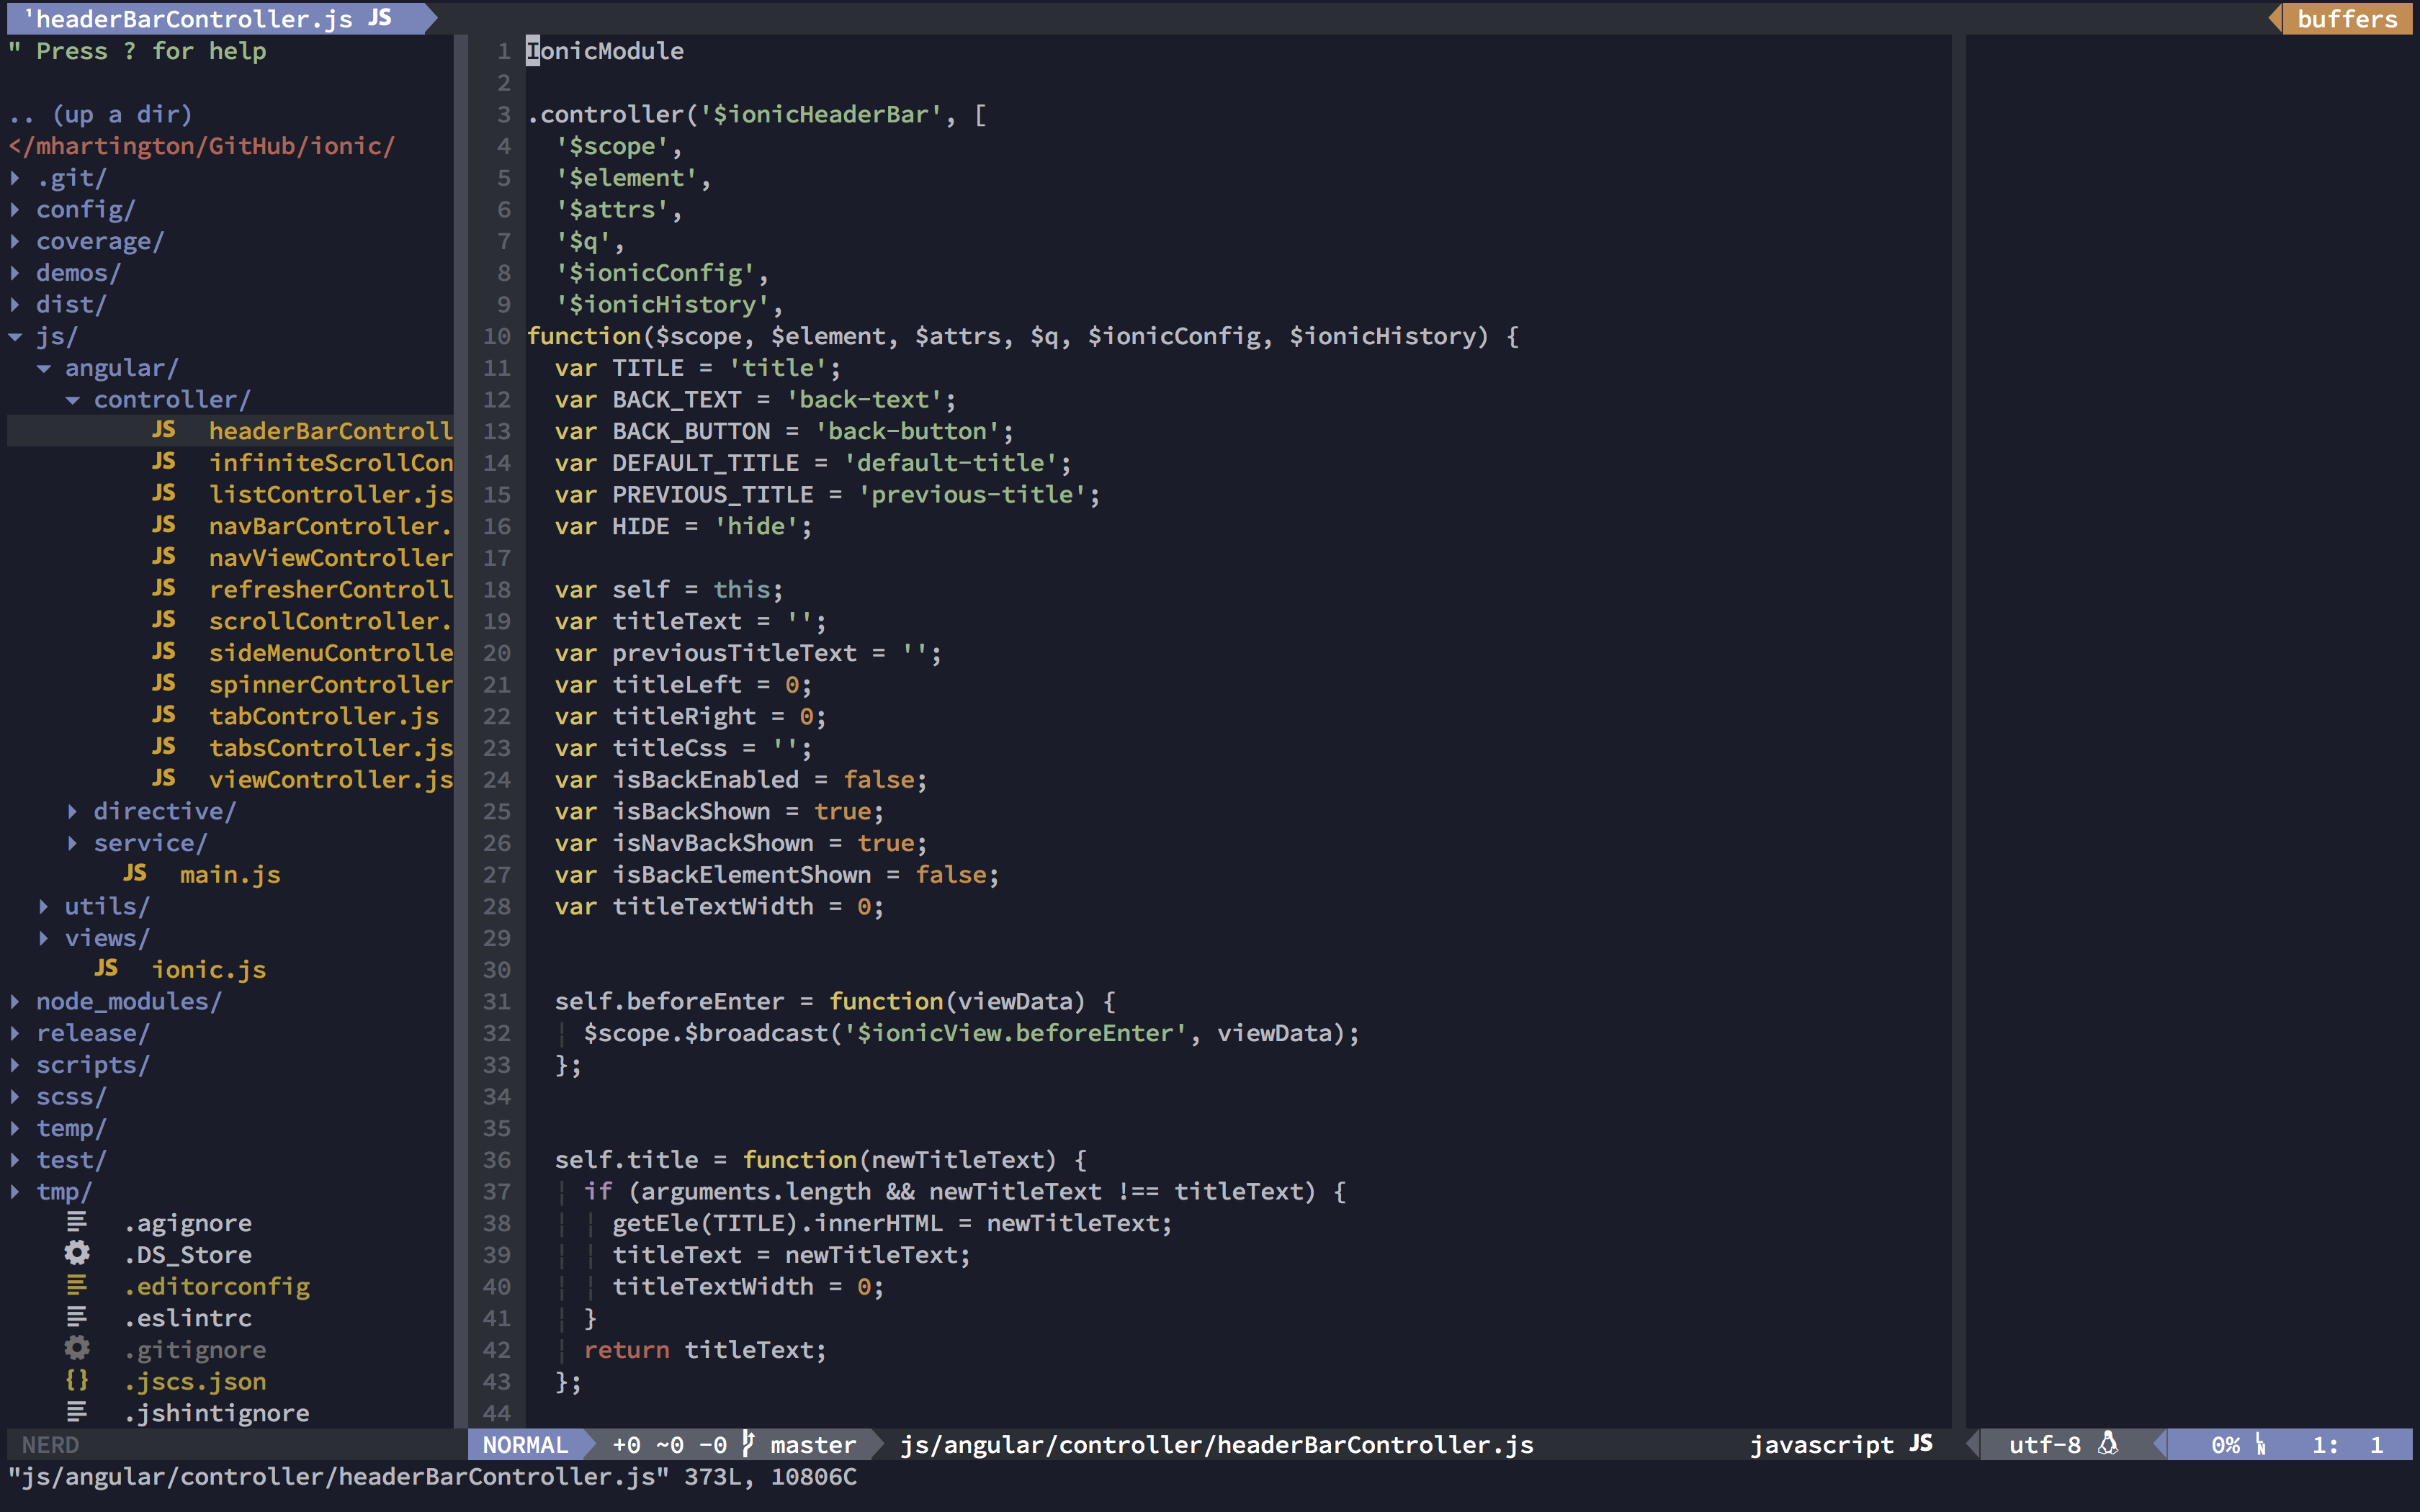 ¹headerBarController.js JS
buffers
" Press ? for help
.. (up a dir)
</mhartington/GitHub/ionic/
.git/
config/
coverage/
demos/
dist/
js/
angular/
controller/
JS headerBarControll
JS infiniteScrollCon
JS listController.js
JS navBarController.
JS navViewController
JS refresherControll
JS scrollController.
JS sideMenuControlle
JS spinnerController
JS tabController.js
JS tabsController.js
JS viewController.js
directive/
service/
JS main.js
utils/
views/
JS ionic.js
node_modules/
release/
scripts/
scss/
temp/
test/
tmp/
.agignore
.DS_Store
.editorconfig
.eslintrc
.gitignore
{} .jscs.json
.jshintignore
1 IonicModule
2
3 .controller('$ionicHeaderBar', [
4   '$scope',
5   '$element',
6   '$attrs',
7   '$q',
8   '$ionicConfig',
9   '$ionicHistory',
10 function($scope, $element, $attrs, $q, $ionicConfig, $ionicHistory) {
11   var TITLE = 'title';
12   var BACK_TEXT = 'back-text';
13   var BACK_BUTTON = 'back-button';
14   var DEFAULT_TITLE = 'default-title';
15   var PREVIOUS_TITLE = 'previous-title';
16   var HIDE = 'hide';
17
18   var self = this;
19   var titleText = '';
20   var previousTitleText = '';
21   var titleLeft = 0;
22   var titleRight = 0;
23   var titleCss = '';
24   var isBackEnabled = false;
25   var isBackShown = true;
26   var isNavBackShown = true;
27   var isBackElementShown = false;
28   var titleTextWidth = 0;
29
30
31   self.beforeEnter = function(viewData) {
32   ¦ $scope.$broadcast('$ionicView.beforeEnter', viewData);
33   };
34
35
36   self.title = function(newTitleText) {
37   ¦ if (arguments.length && newTitleText !== titleText) {
38   ¦ ¦ getEle(TITLE).innerHTML = newTitleText;
39   ¦ ¦ titleText = newTitleText;
40   ¦ ¦ titleTextWidth = 0;
41   ¦ }
42   ¦ return titleText;
43   };
44
NERD
NORMAL +0 ~0 -0 master js/angular/controller/headerBarController.js javascript JS utf-8 0% LN 1: 1
"js/angular/controller/headerBarController.js" 373L, 10806C